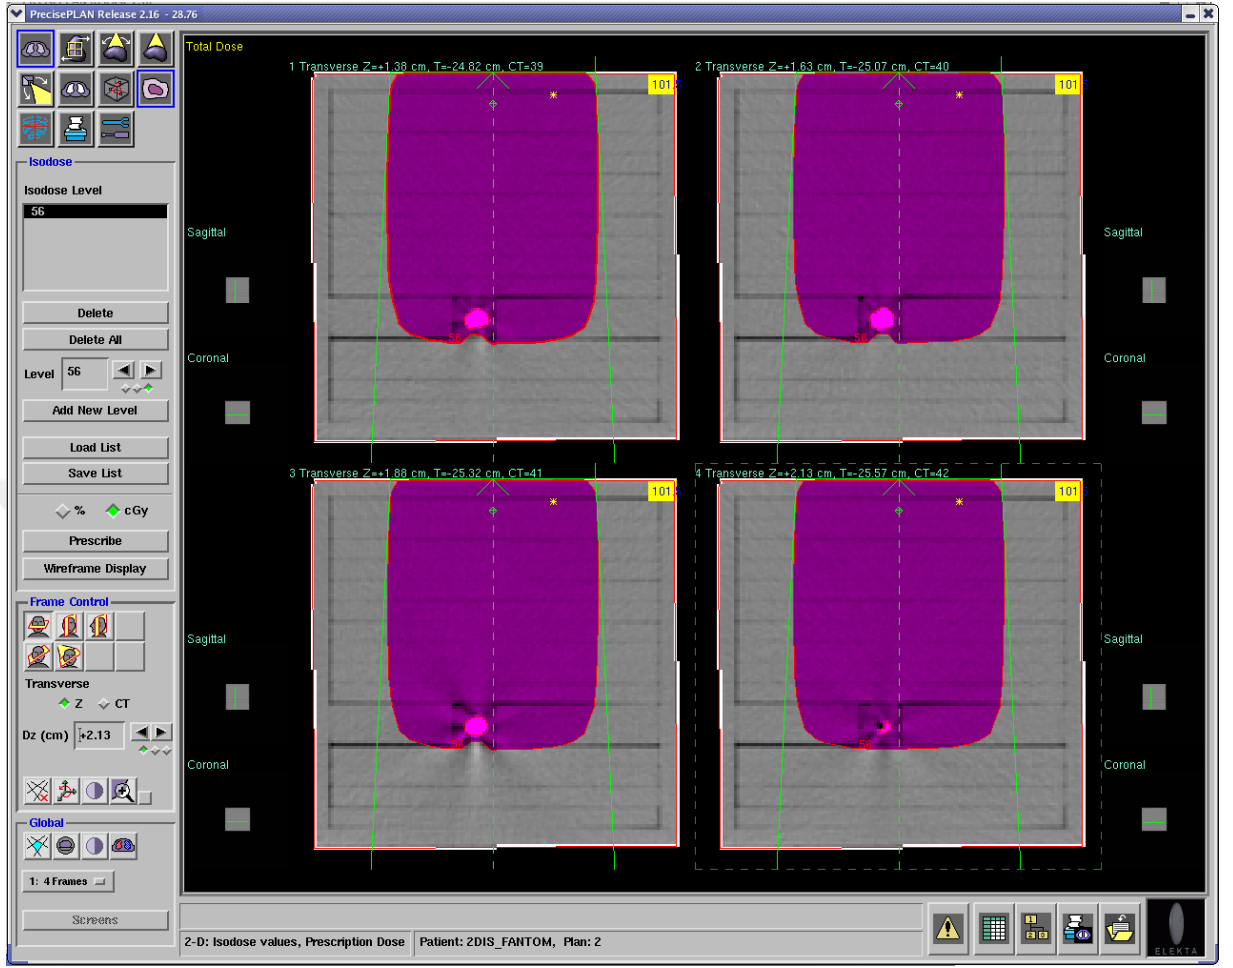 PrecisePLAN Release 2.16 - 28.76
Total Dose
1 Transverse Z=+1.38 cm, T=-24.82 cm, CT=39
2 Transverse Z=+1.63 cm, T=-25.07 cm, CT=40
101.
101.
Isodose
Isodose Level
56
Sagittal
Sagittal
Delete
Delete All
56
56
Coronal
Coronal
Level 56
Add New Level
Load List
Save List
3 Transverse Z=+1.88 cm, T=-25.32 cm, CT=41
4 Transverse Z=+2.13 cm, T=-25.57 cm, CT=42
101.
101.
% cGy
Prescribe
Wireframe Display
Frame Control
Sagittal
Sagittal
Transverse
Z CT
Dz (cm) +2.13
56
56
Coronal
Coronal
Global
1: 4 Frames
Screens
2-D: Isodose values, Prescription Dose
Patient: 2DIS_FANTOM, Plan: 2
ELEKTA